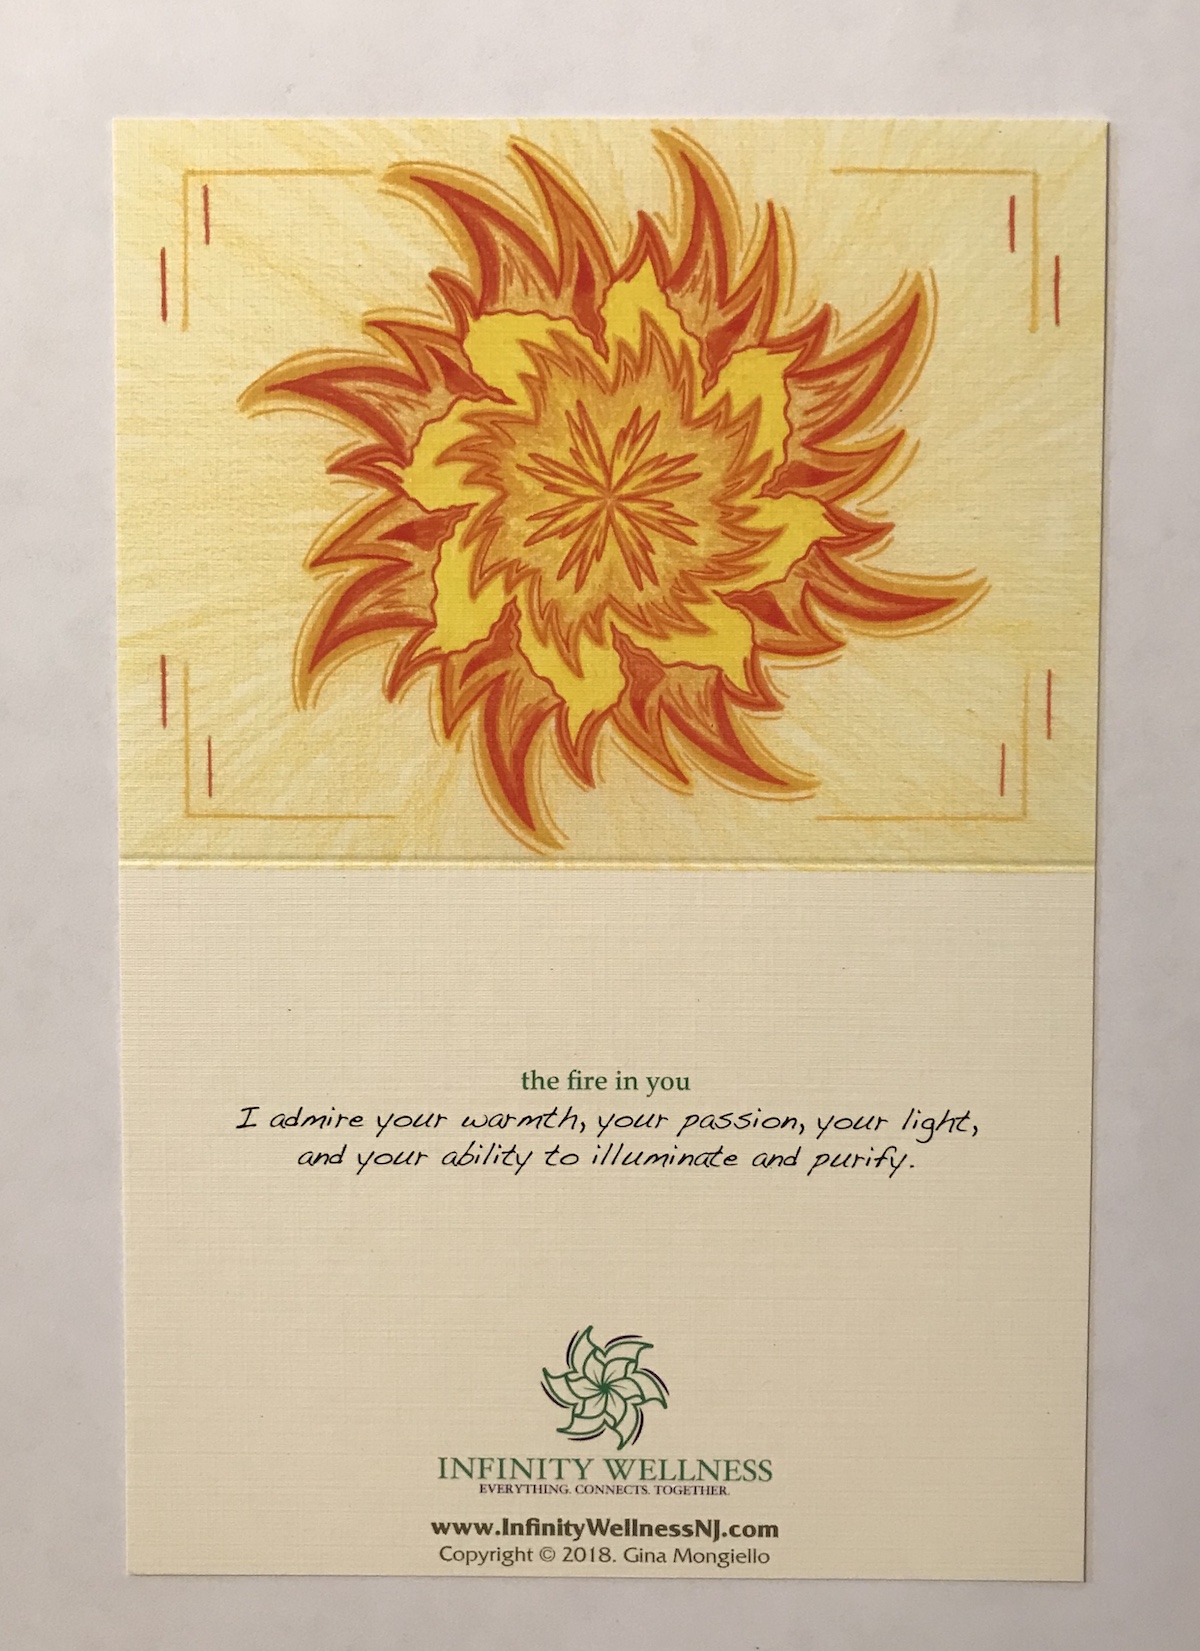 the fire in you
I admire your warmth, your passion, your light,
and your ability to illuminate and purify.
INFINITY WELLNESS
EVERYTHING. CONNECTS. TOGETHER.
www.InfinityWellnessNJ.com
Copyright © 2018. Gina Mongiello